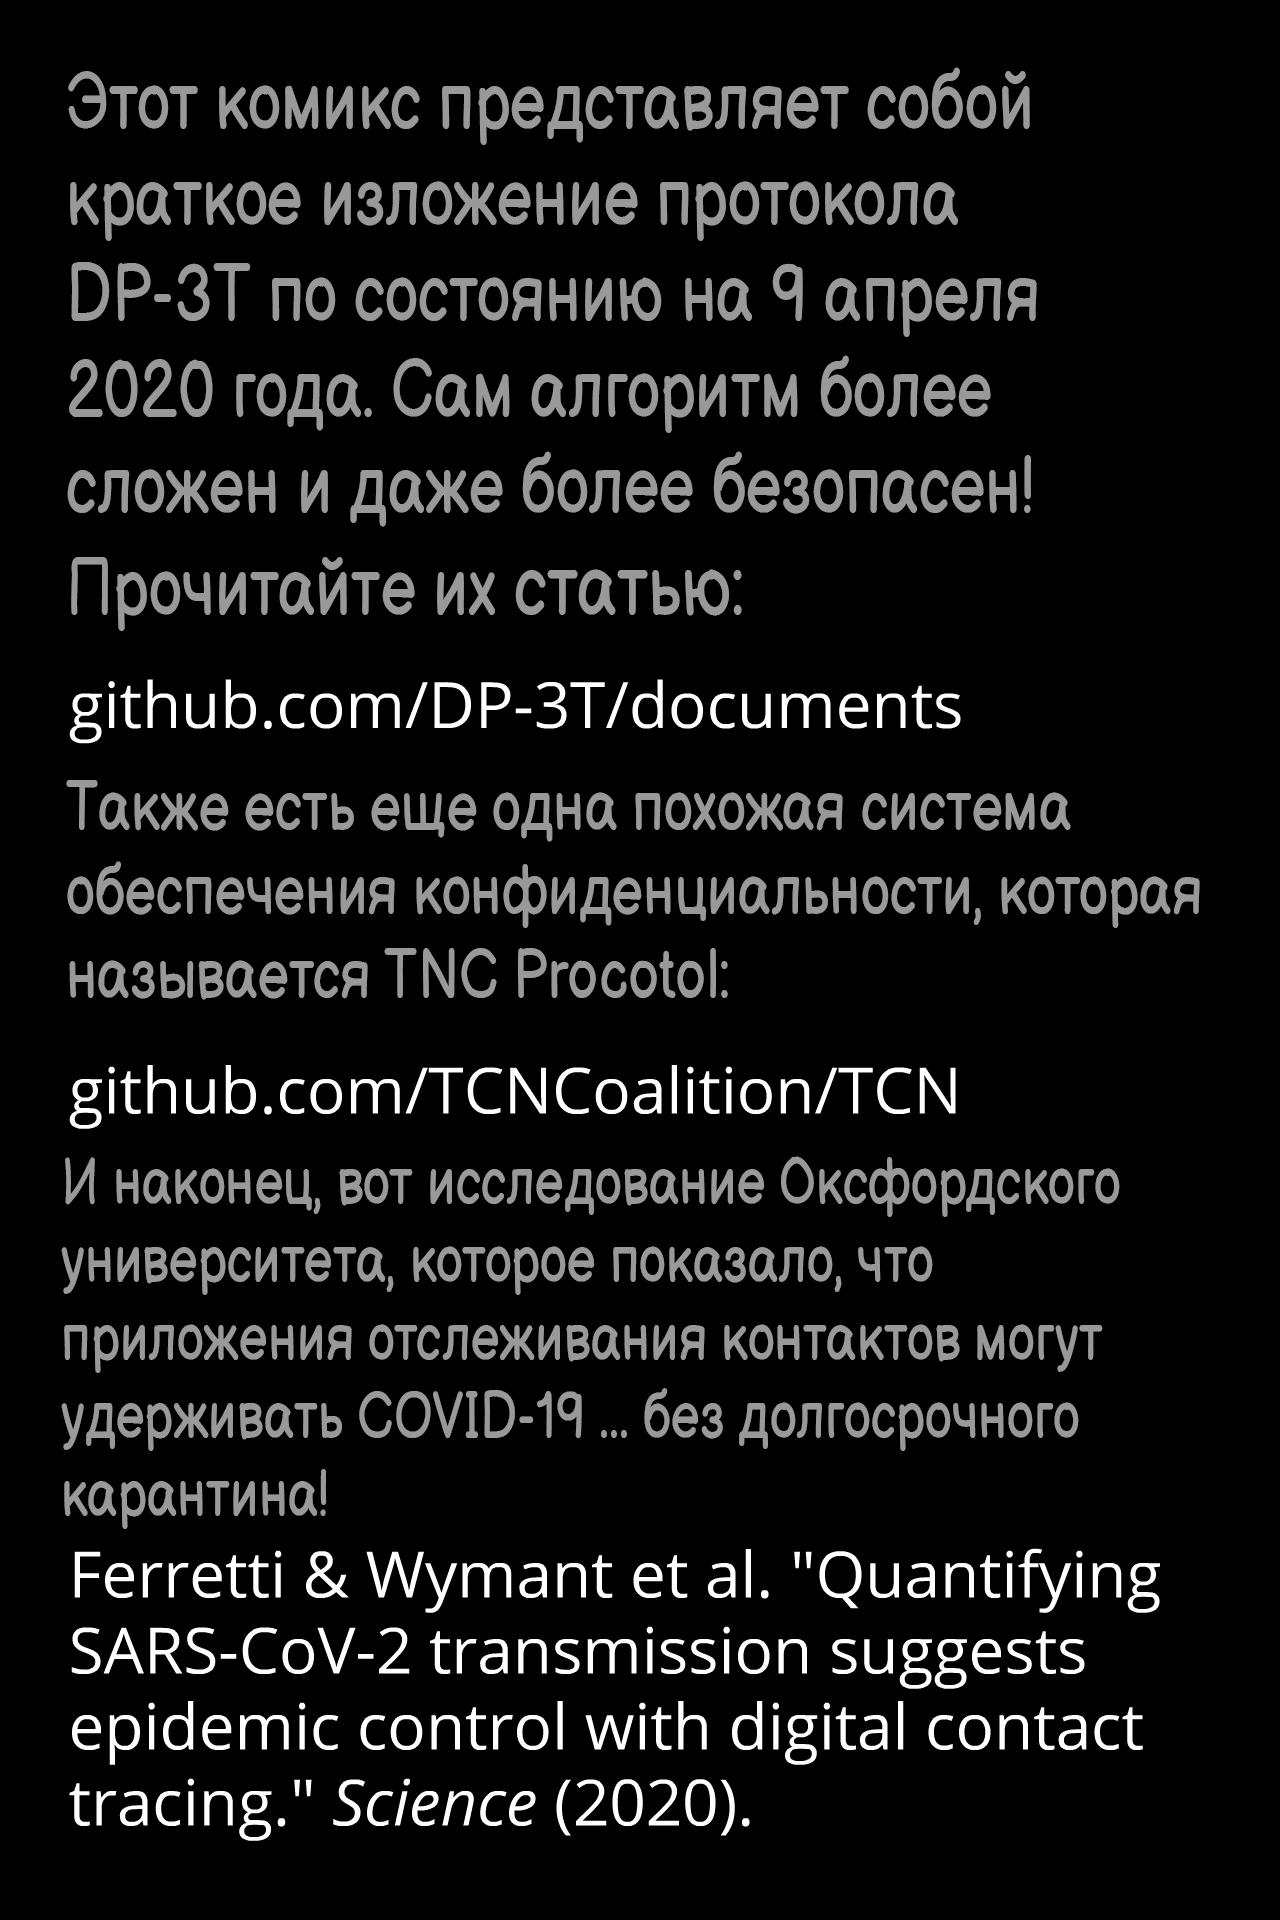 Этот комикс представляет собой
краткое изложение протокола
DP-3T по состоянию на 9 апреля
2020 года. Сам алгоритм более
сложен и даже более безопасен!
Прочитайте их статью:
github.com/DP-3T/documents
Также есть еще одна похожая система
обеспечения конфиденциальности, которая
называется TNC Procotol:
github.com/TCNCoalition/TCN
И наконец, вот исследование Оксфордского
университета, которое показало, что
приложения отслеживания контактов могут
удерживать COVID-19 ... без долгосрочного
карантина!
Ferretti & Wymant et al. "Quantifying
SARS-CoV-2 transmission suggests
epidemic control with digital contact
tracing." Science (2020).